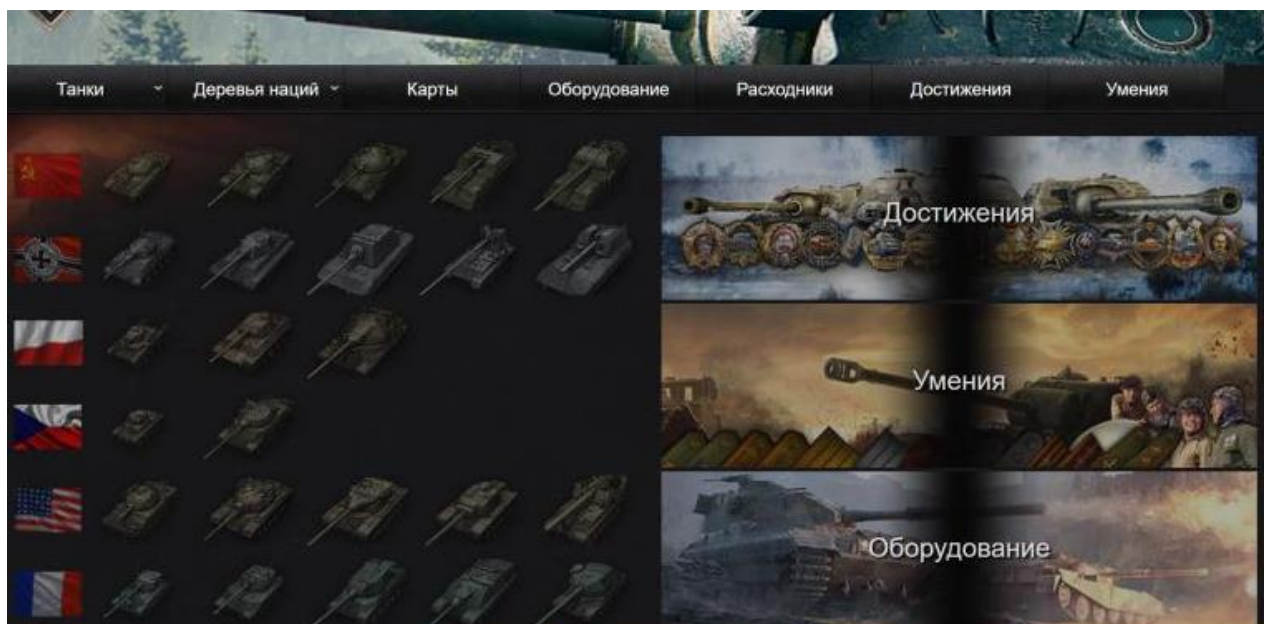 Танки
Деревья наций
Карты
Оборудование
Расходники
Достижения
Умения
Достижения
Умения
Оборудование